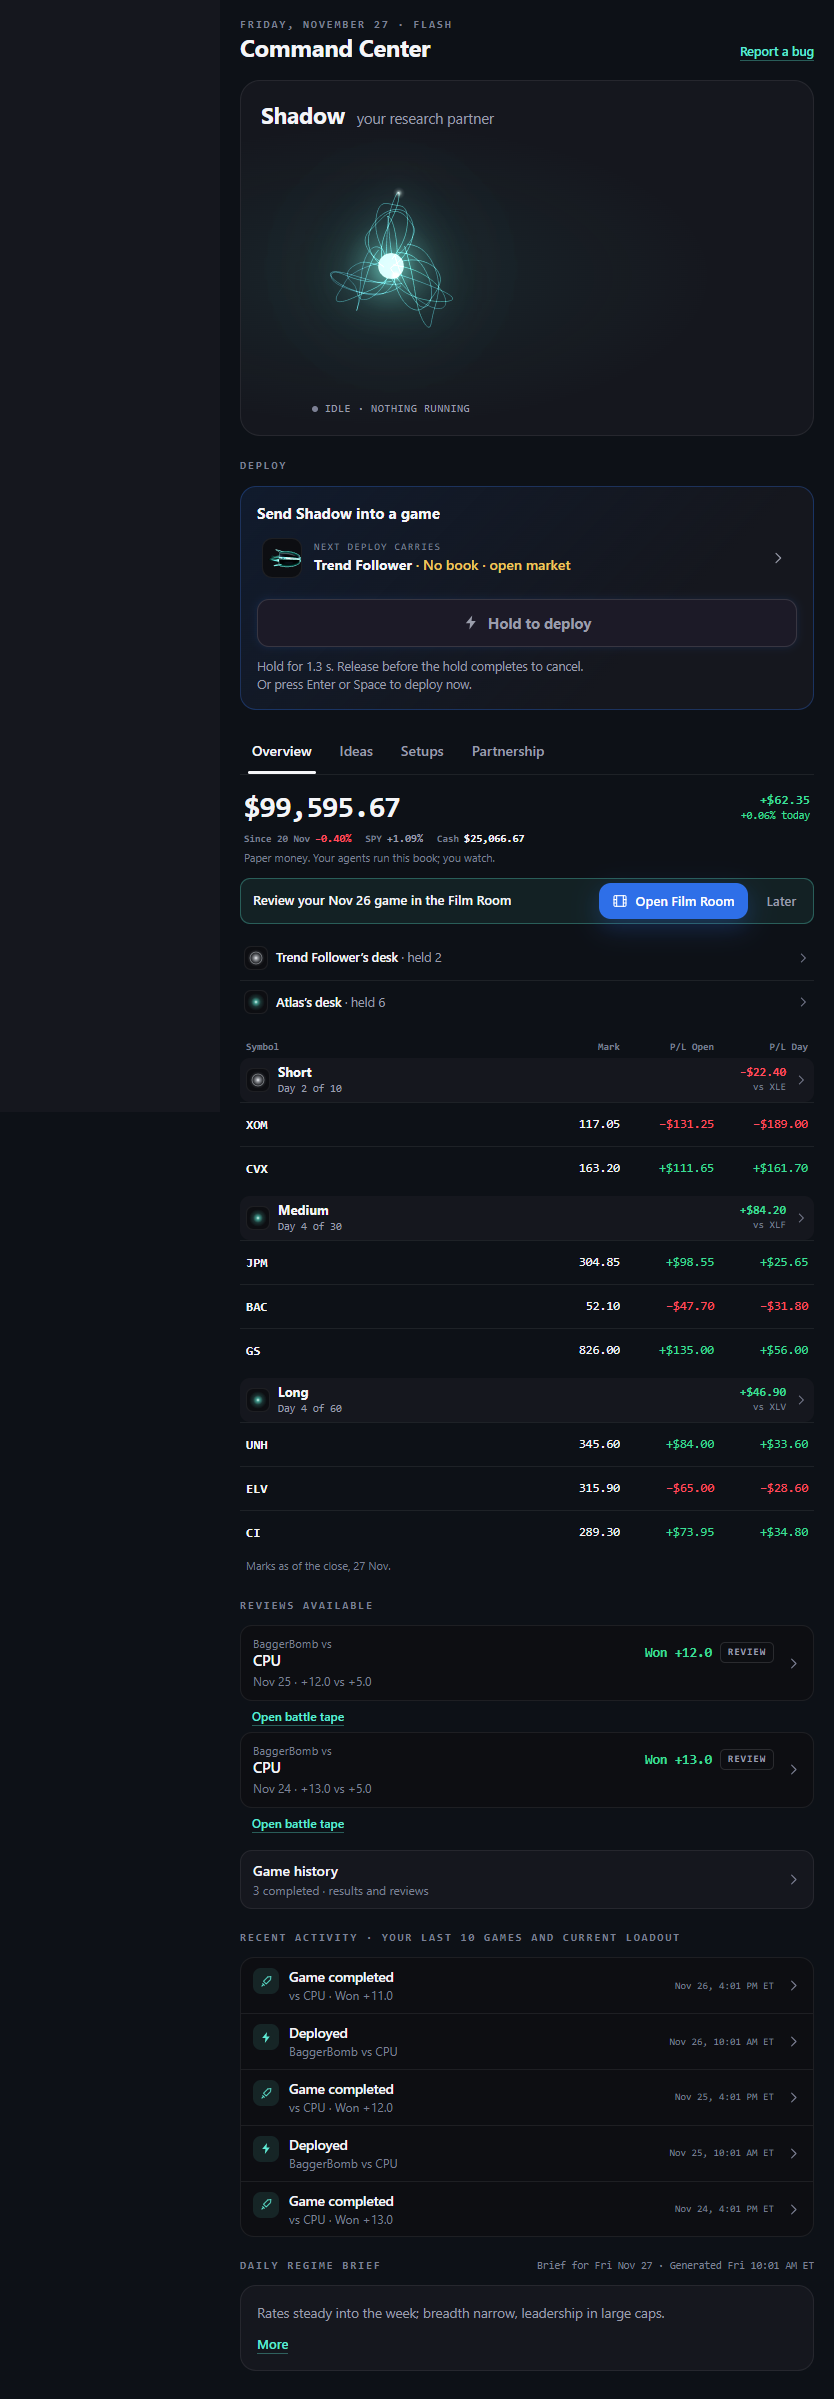 FRIDAY, NOVEMBER 27 · FLASH
Command Center
Report a bug
Shadow your research partner
IDLE · NOTHING RUNNING
DEPLOY
Send Shadow into a game
NEXT DEPLOY CARRIES
Trend Follower · No book · open market
Hold to deploy
Hold for 1.3 s. Release before the hold completes to cancel.
Or press Enter or Space to deploy now.
Overview Ideas Setups Partnership
$99,595.67
+$62.35
+0.06% today
Since 20 Nov −0.40% SPY +1.09% Cash $25,066.67
Paper money. Your agents run this book; you watch.
Review your Nov 26 game in the Film Room
Open Film Room
Later
Trend Follower’s desk · held 2
Atlas’s desk · held 6
Symbol Mark P/L Open P/L Day
Short −$22.40
Day 2 of 10 vs XLE
XOM 117.05 −$131.25 −$189.00
CVX 163.20 +$111.65 +$161.70
Medium +$84.20
Day 4 of 30 vs XLF
JPM 304.85 +$98.55 +$25.65
BAC 52.10 −$47.70 −$31.80
GS 826.00 +$135.00 +$56.00
Long +$46.90
Day 4 of 60 vs XLV
UNH 345.60 +$84.00 +$33.60
ELV 315.90 −$65.00 −$28.60
CI 289.30 +$73.95 +$34.80
Marks as of the close, 27 Nov.
REVIEWS AVAILABLE
BaggerBomb vs
CPU
Won +12.0 REVIEW
Nov 25 · +12.0 vs +5.0
Open battle tape
BaggerBomb vs
CPU
Won +13.0 REVIEW
Nov 24 · +13.0 vs +5.0
Open battle tape
Game history
3 completed · results and reviews
RECENT ACTIVITY · YOUR LAST 10 GAMES AND CURRENT LOADOUT
Game completed
vs CPU · Won +11.0
Nov 26, 4:01 PM ET
Deployed
BaggerBomb vs CPU
Nov 26, 10:01 AM ET
Game completed
vs CPU · Won +12.0
Nov 25, 4:01 PM ET
Deployed
BaggerBomb vs CPU
Nov 25, 10:01 AM ET
Game completed
vs CPU · Won +13.0
Nov 24, 4:01 PM ET
DAILY REGIME BRIEF
Brief for Fri Nov 27 · Generated Fri 10:01 AM ET
Rates steady into the week; breadth narrow, leadership in large caps.
More